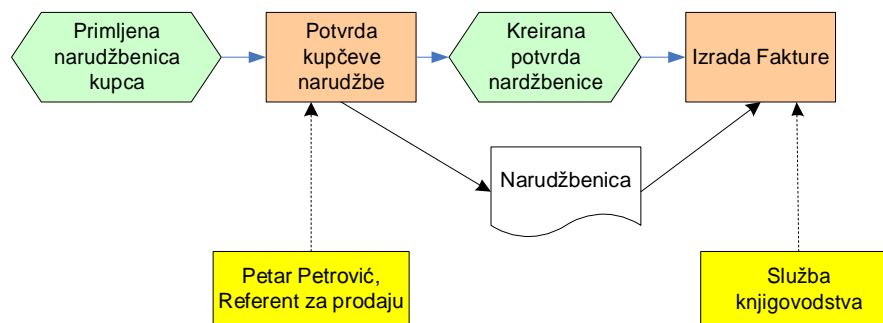 Primljena
narudžbenica
kupca
Potvrda
kupčeve
narudžbe
Kreirana
potvrda
nardžbenice
Izrada Fakture
Narudžbenica
Petar Petrović,
Referent za prodaju
Služba
knjigovodstva